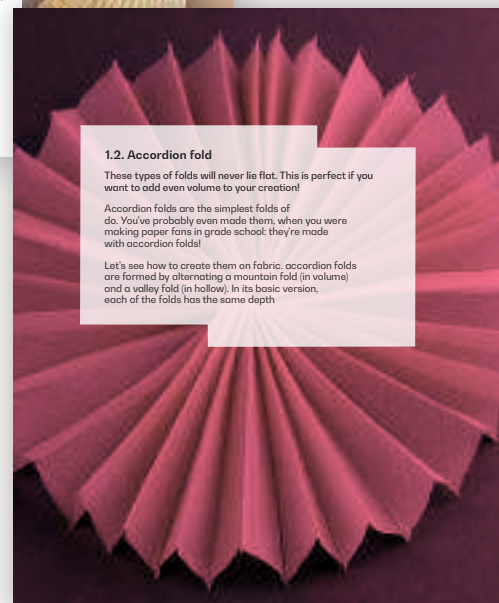 1.2. Accordion fold
These types of folds will never lie flat. This is perfect if you
want to add even volume to your creation!
Accordion folds are the simplest folds of
do. You've probably even made them, when you were
making paper fans in grade school: they're made
with accordion folds!
Let's see how to create them on fabric. accordion folds
are formed by alternating a mountain fold (in volume)
and a valley fold (in hollow). In its basic version,
each of the folds has the same depth